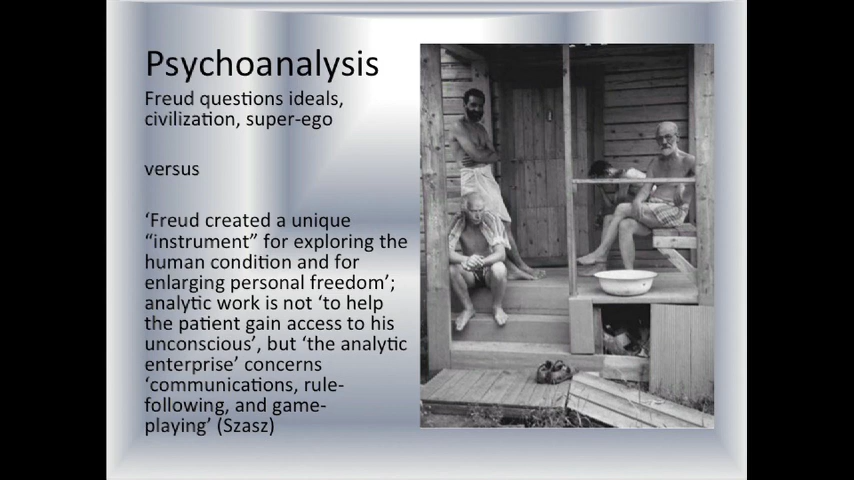 Psychoanalysis
Freud questions ideals,
civilization, super-ego
versus
‘Freud created a unique
“instrument” for exploring the
human condition and for
enlarging personal freedom’;
analytic work is not ‘to help
the patient gain access to his
unconscious’, but ‘the analytic
enterprise’ concerns
‘communications, rule-
following, and game-
playing’ (Szasz)